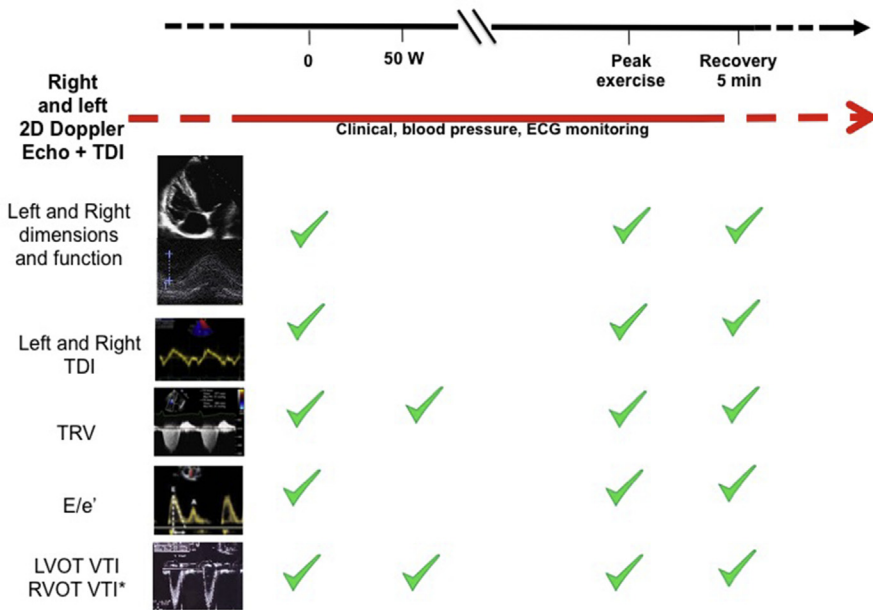 0
50 W
Peak
exercise
Recovery
5 min
Right
and left
2D Doppler
Echo + TDI
Clinical, blood pressure, ECG monitoring
Left and Right
dimensions
and function
Left and Right
TDI
TRV
E/e'
LVOT VTI
RVOT VTI*